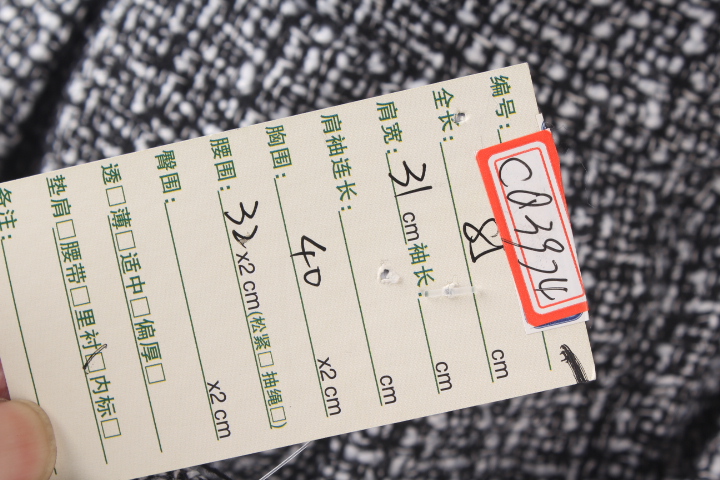 编号: CQ3974
全长: 81 cm
肩宽: 31 cm 袖长: cm
肩袖连长: cm
胸围: 40 x2 cm
腰围: 32 x2 cm(松紧□ 抽绳□)
臀围: x2 cm
透□ 薄□ 适中□ 偏厚□
垫肩□ 腰带□ 里衬□ 内标□
备注: